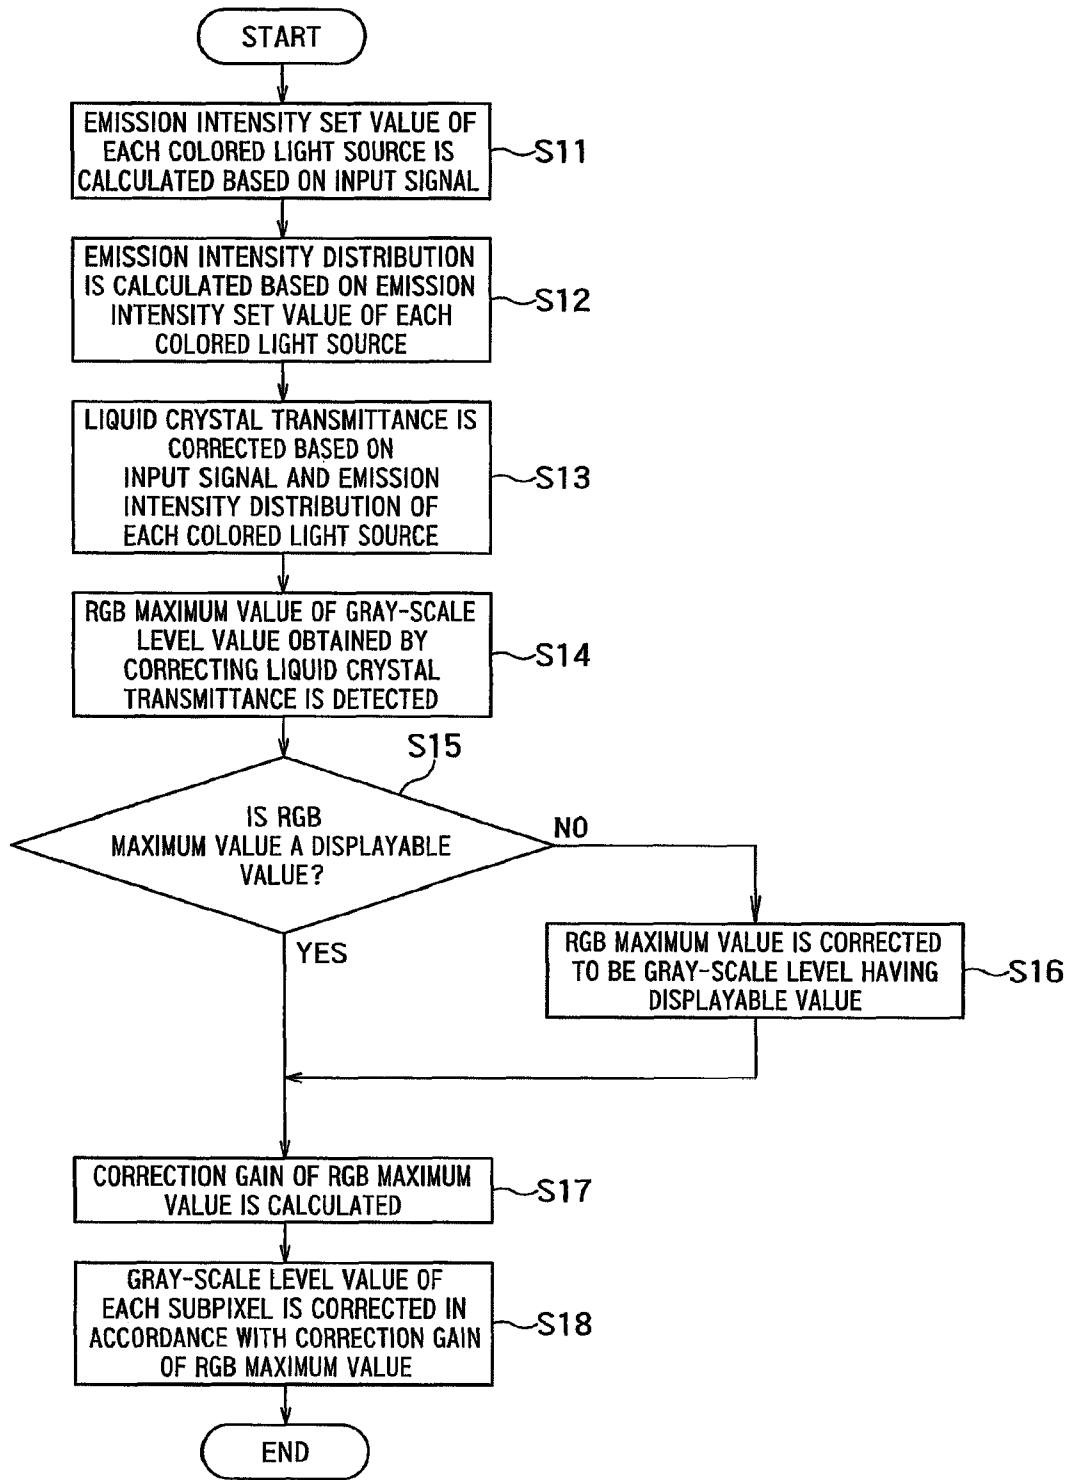 START
EMISSION INTENSITY SET VALUE OF
EACH COLORED LIGHT SOURCE IS
CALCULATED BASED ON INPUT SIGNAL
S11
EMISSION INTENSITY DISTRIBUTION
IS CALCULATED BASED ON EMISSION
INTENSITY SET VALUE OF EACH
COLORED LIGHT SOURCE
S12
LIQUID CRYSTAL TRANSMITTANCE IS
CORRECTED BASED ON
INPUT SIGNAL AND EMISSION
INTENSITY DISTRIBUTION OF
EACH COLORED LIGHT SOURCE
S13
RGB MAXIMUM VALUE OF GRAY-SCALE
LEVEL VALUE OBTAINED BY
CORRECTING LIQUID CRYSTAL
TRANSMITTANCE IS DETECTED
S14
S15
IS RGB
MAXIMUM VALUE A DISPLAYABLE
VALUE?
NO
YES
RGB MAXIMUM VALUE IS CORRECTED
TO BE GRAY-SCALE LEVEL HAVING
DISPLAYABLE VALUE
S16
CORRECTION GAIN OF RGB MAXIMUM
VALUE IS CALCULATED
S17
GRAY-SCALE LEVEL VALUE OF
EACH SUBPIXEL IS CORRECTED IN
ACCORDANCE WITH CORRECTION GAIN
OF RGB MAXIMUM VALUE
S18
END